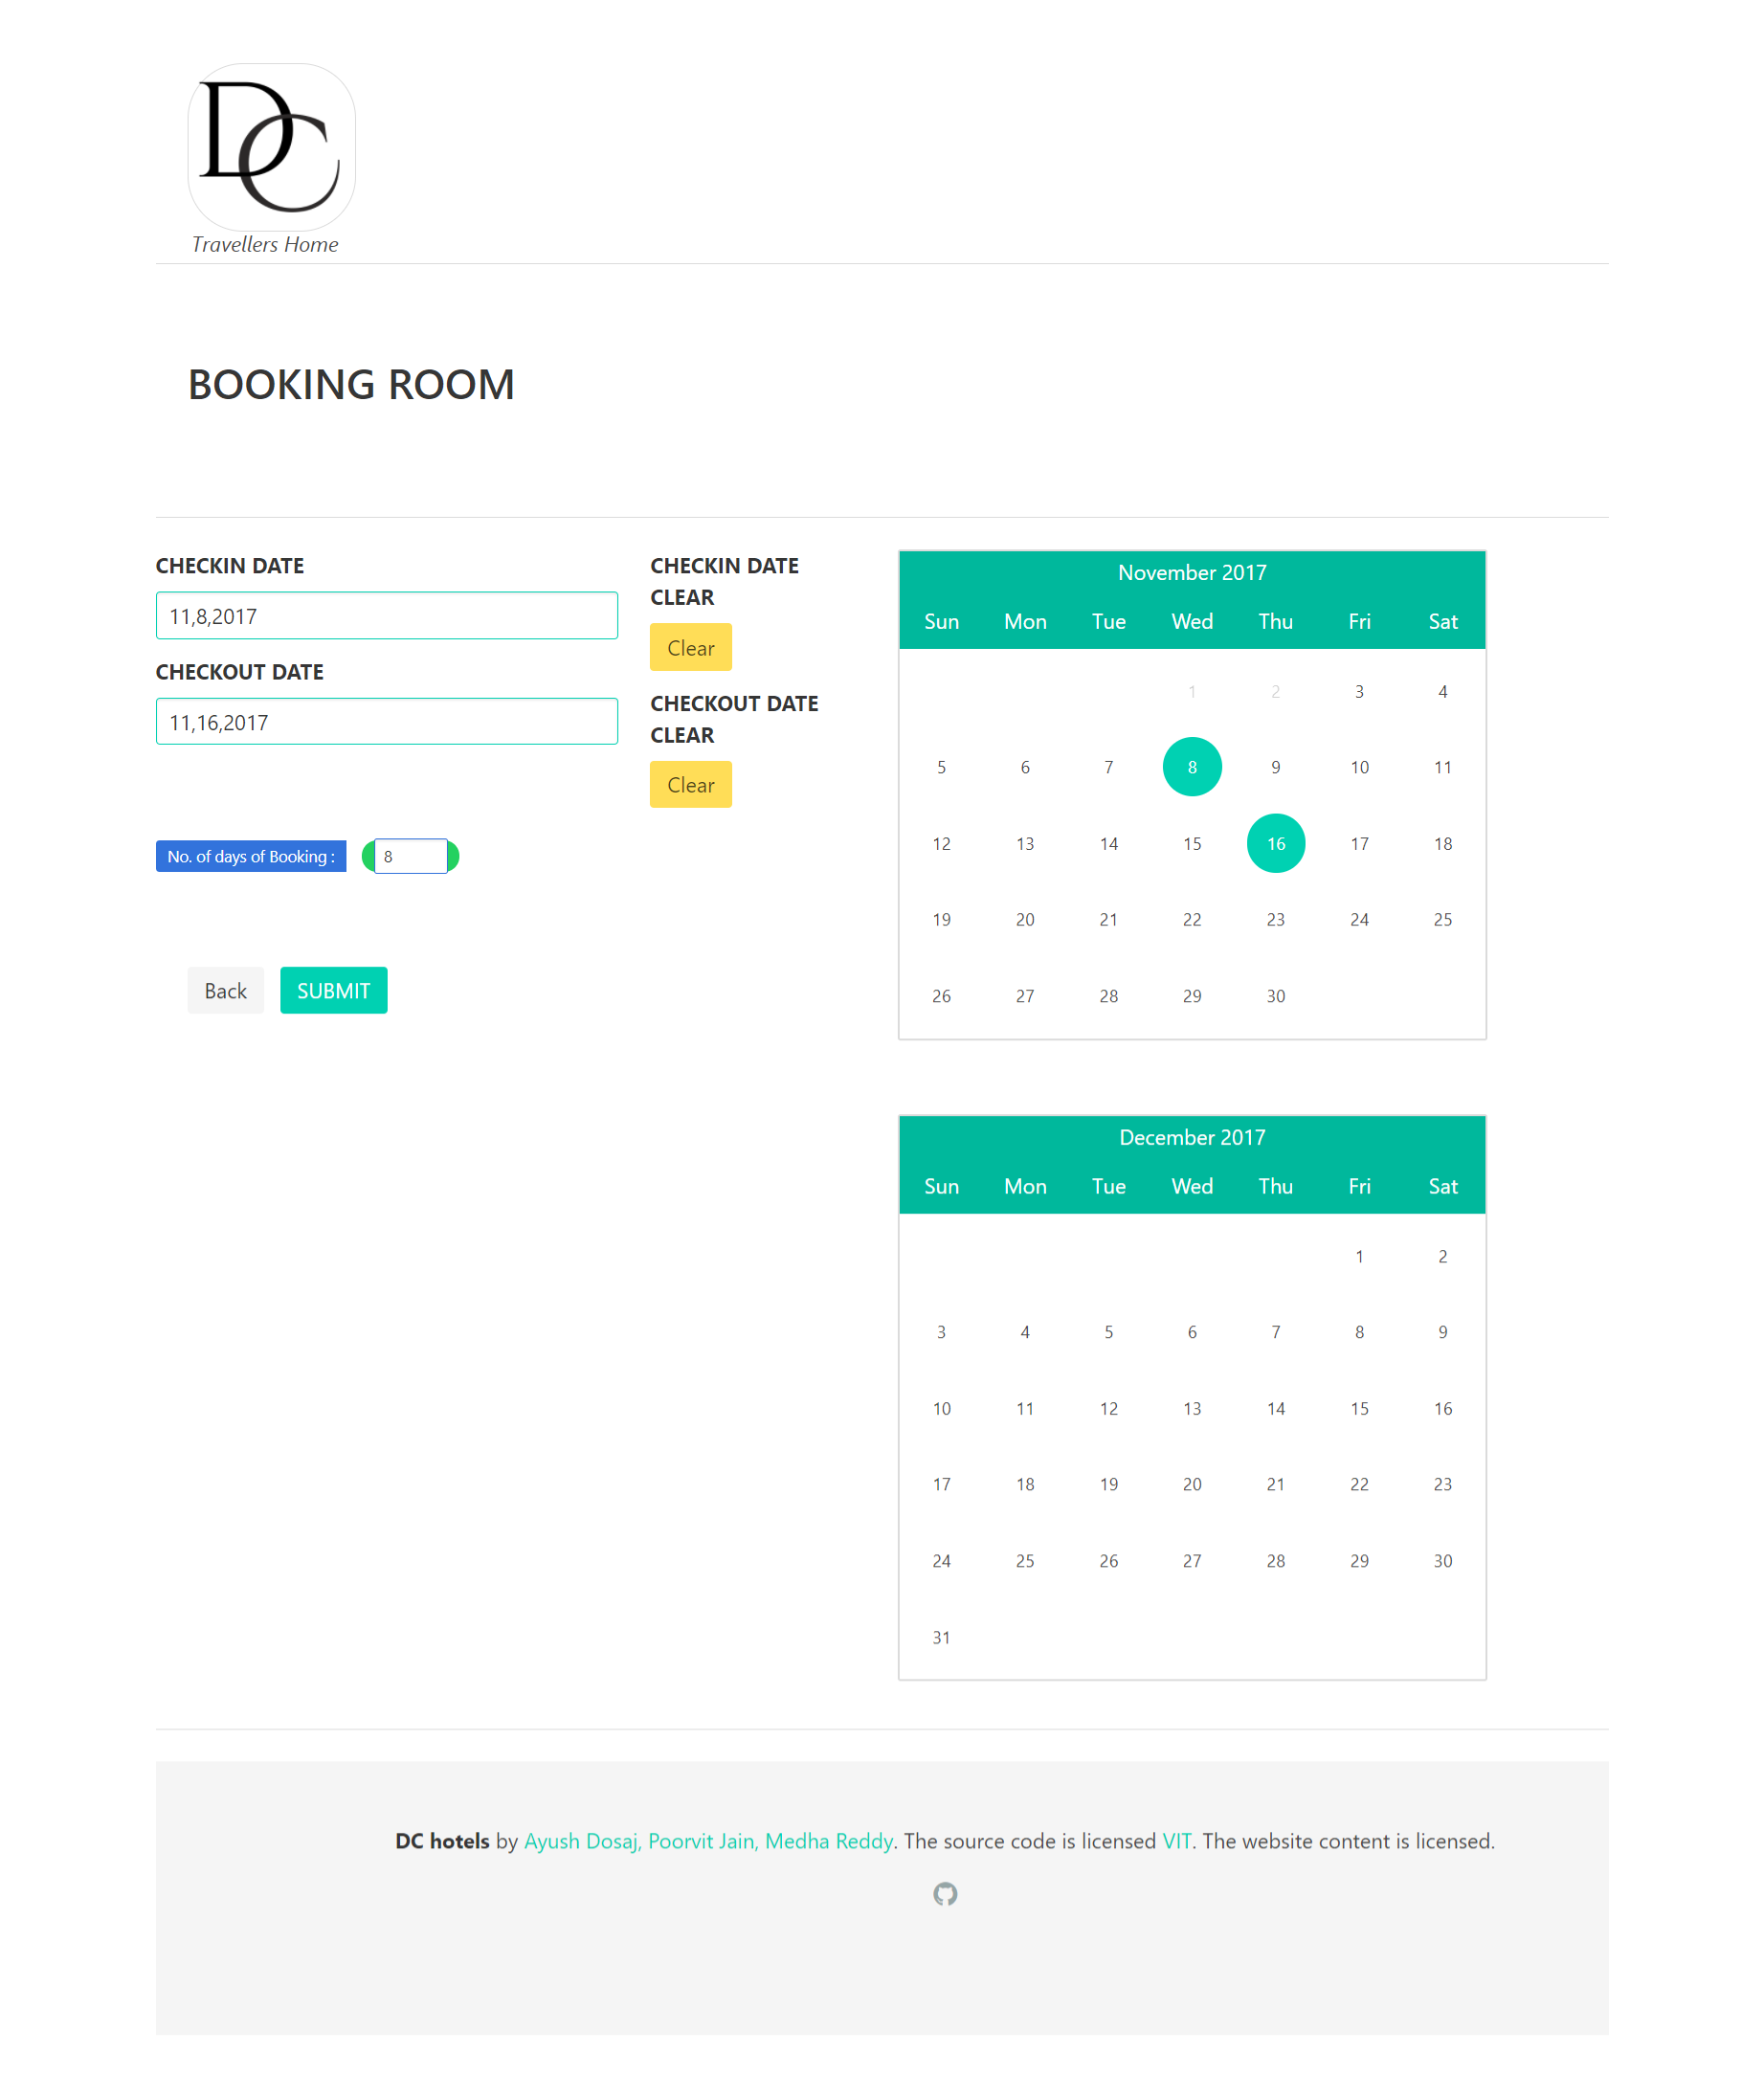 DC
Travellers Home
BOOKING ROOM
CHECKIN DATE
11,8,2017
CHECKOUT DATE
11,16,2017
CHECKIN DATE
CLEAR
Clear
CHECKOUT DATE
CLEAR
Clear
No. of days of Booking :
8
Back SUBMIT
November 2017
Sun Mon Tue Wed Thu Fri Sat
1 2 3 4
5 6 7 8 9 10 11
12 13 14 15 16 17 18
19 20 21 22 23 24 25
26 27 28 29 30
December 2017
Sun Mon Tue Wed Thu Fri Sat
1 2
3 4 5 6 7 8 9
10 11 12 13 14 15 16
17 18 19 20 21 22 23
24 25 26 27 28 29 30
31
DC hotels by Ayush Dosaj, Poorvit Jain, Medha Reddy. The source code is licensed VIT. The website content is licensed.